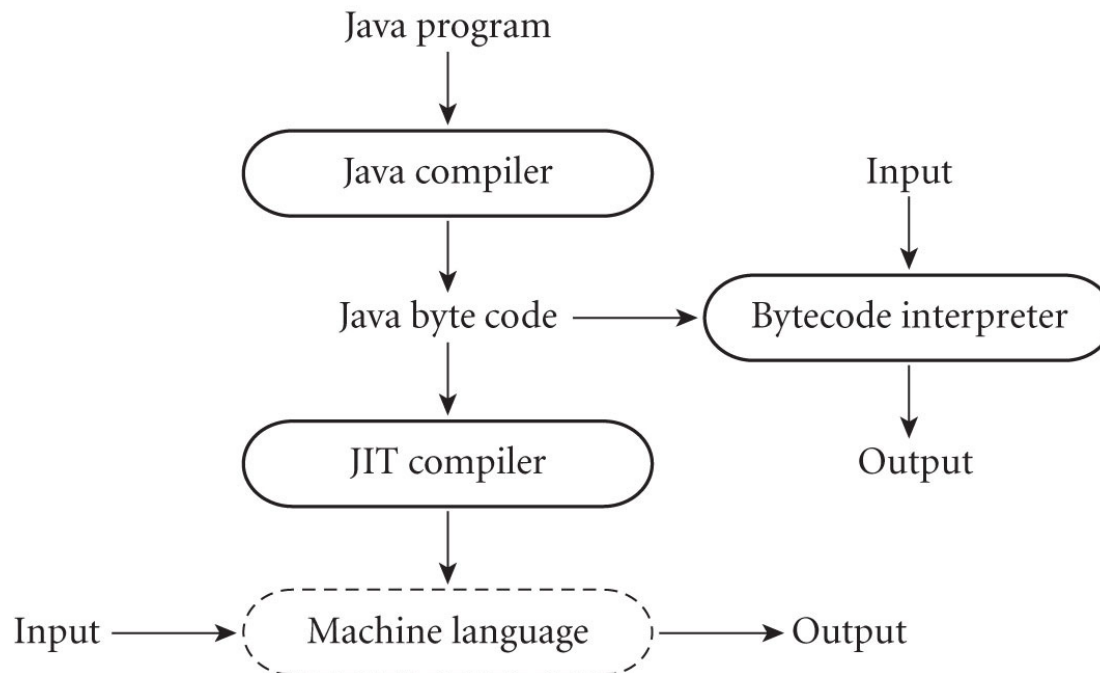 Java program
Java compiler
Input
Java byte code
Bytecode interpreter
JIT compiler
Output
Input
Machine language
Output